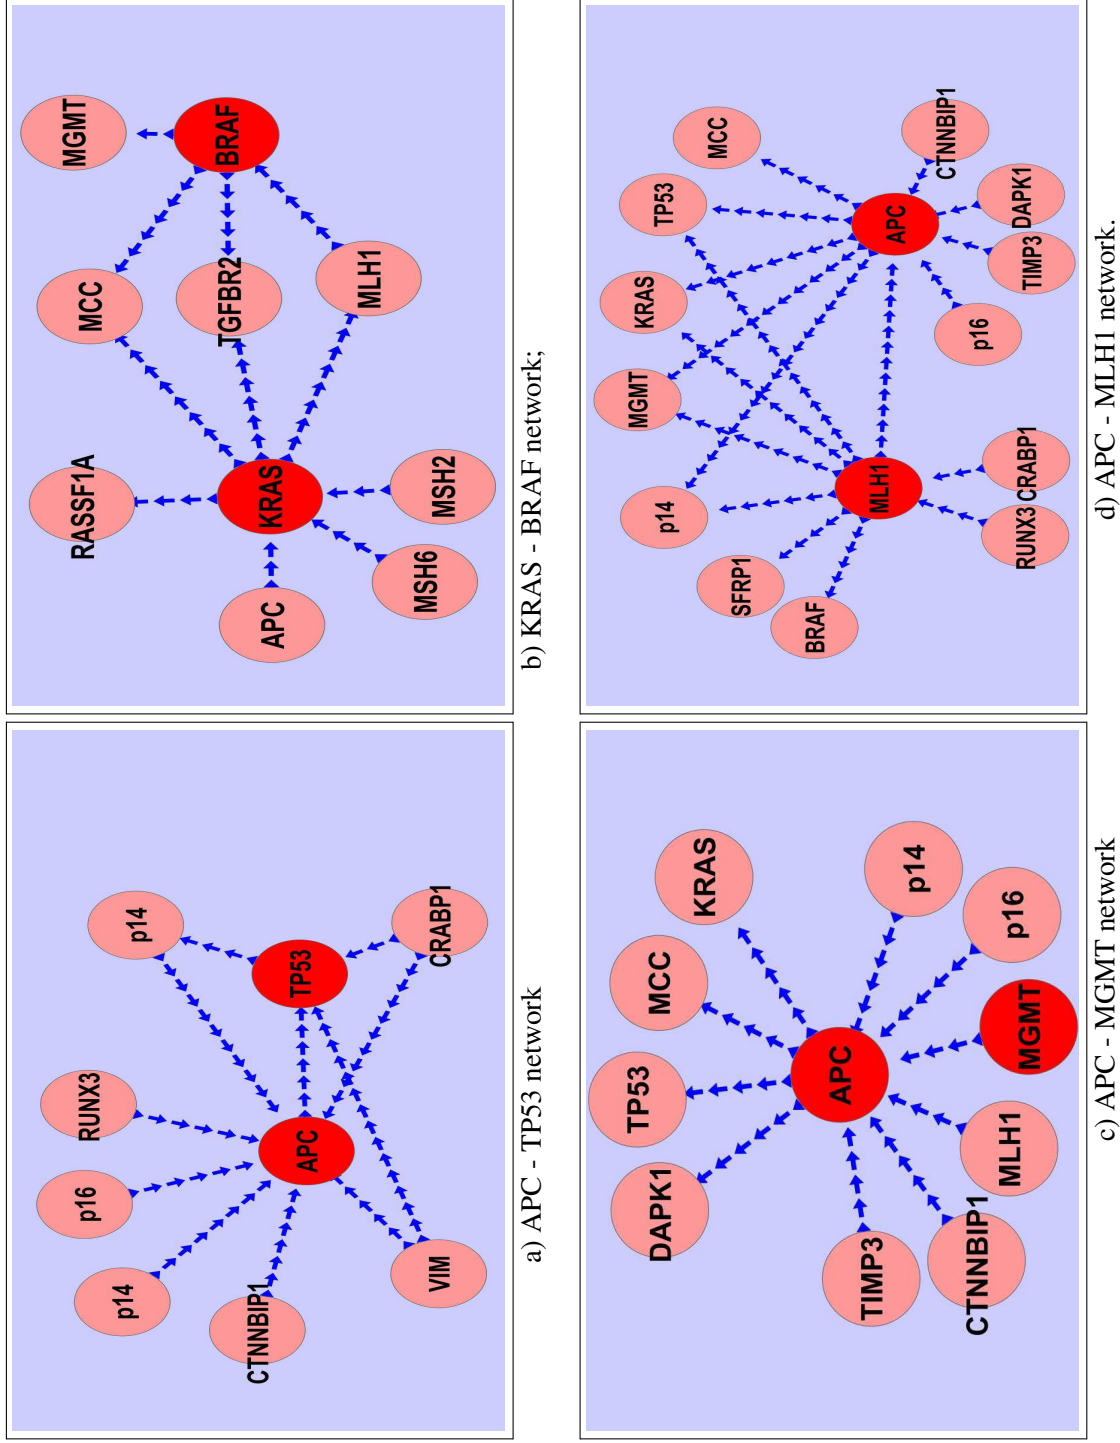 p14
RUNX3
p16
p14
CTNNBIP1
APC
TP53
VIM
CRABP1
a) APC - TP53 network
MGMT
BRAF
MCC
TGFBR2
MLH1
RASSF1A
KRAS
APC
MSH6
MSH2
b) KRAS - BRAF network;
KRAS
MCC
TP53
DAPK1
APC
p14
p16
MGMT
MLH1
CTNNBIP1
TIMP3
c) APC - MGMT network
MCC
TP53
KRAS
MGMT
p14
SFRP1
BRAF
MLH1
APC
CTNNBIP1
DAPK1
TIMP3
p16
CRABP1
RUNX3
d) APC - MLH1 network.